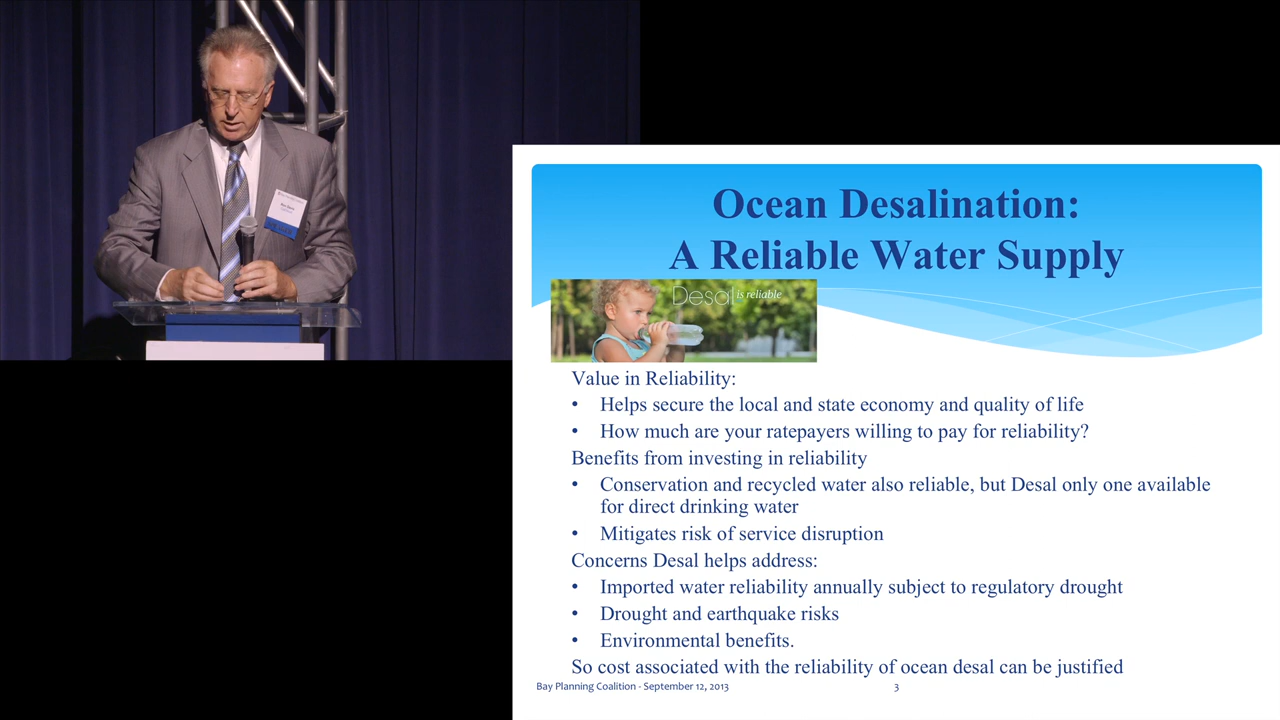 Ocean Desalination:
A Reliable Water Supply
Desal is reliable
Value in Reliability:
• Helps secure the local and state economy and quality of life
• How much are your ratepayers willing to pay for reliability?
Benefits from investing in reliability
• Conservation and recycled water also reliable, but Desal only one available
for direct drinking water
• Mitigates risk of service disruption
Concerns Desal helps address:
• Imported water reliability annually subject to regulatory drought
• Drought and earthquake risks
• Environmental benefits.
So cost associated with the reliability of ocean desal can be justified
Bay Planning Coalition - September 12, 2013 3